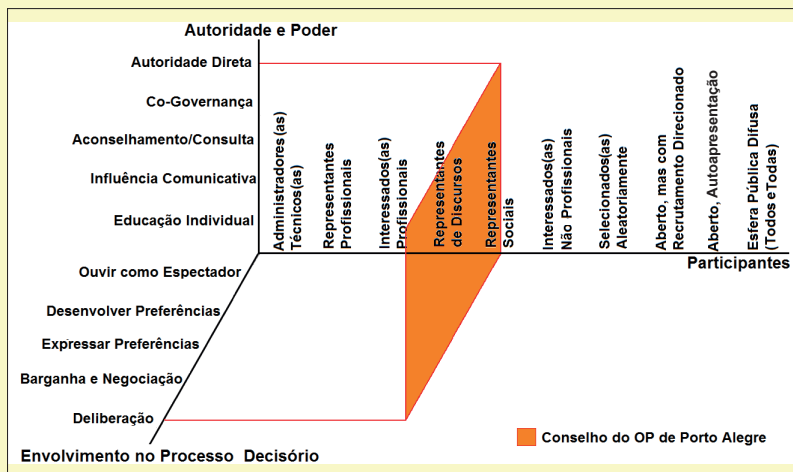 Autoridade e Poder
Autoridade Direta
Co-Governança
Aconselhamento/Consulta
Influência Comunicativa
Educação Individual
Administradores(as)
Técnicos(as)
Representantes
Profissionais
Interessados(as)
Profissionais
Representantes
de Discursos
Representantes
Sociais
Interessados(as)
Não Profissionais
Selecionados(as)
Aleatoriamente
Aberto, mas com
Recrutamento Direcionado
Aberto, Autoapresentação
Esfera Pública Difusa
(Todos eTodas)
Participantes
Ouvir como Espectador
Desenvolver Preferências
Expressar Preferências
Barganha e Negociação
Deliberação
Envolvimento no Processo Decisório
Conselho do OP de Porto Alegre